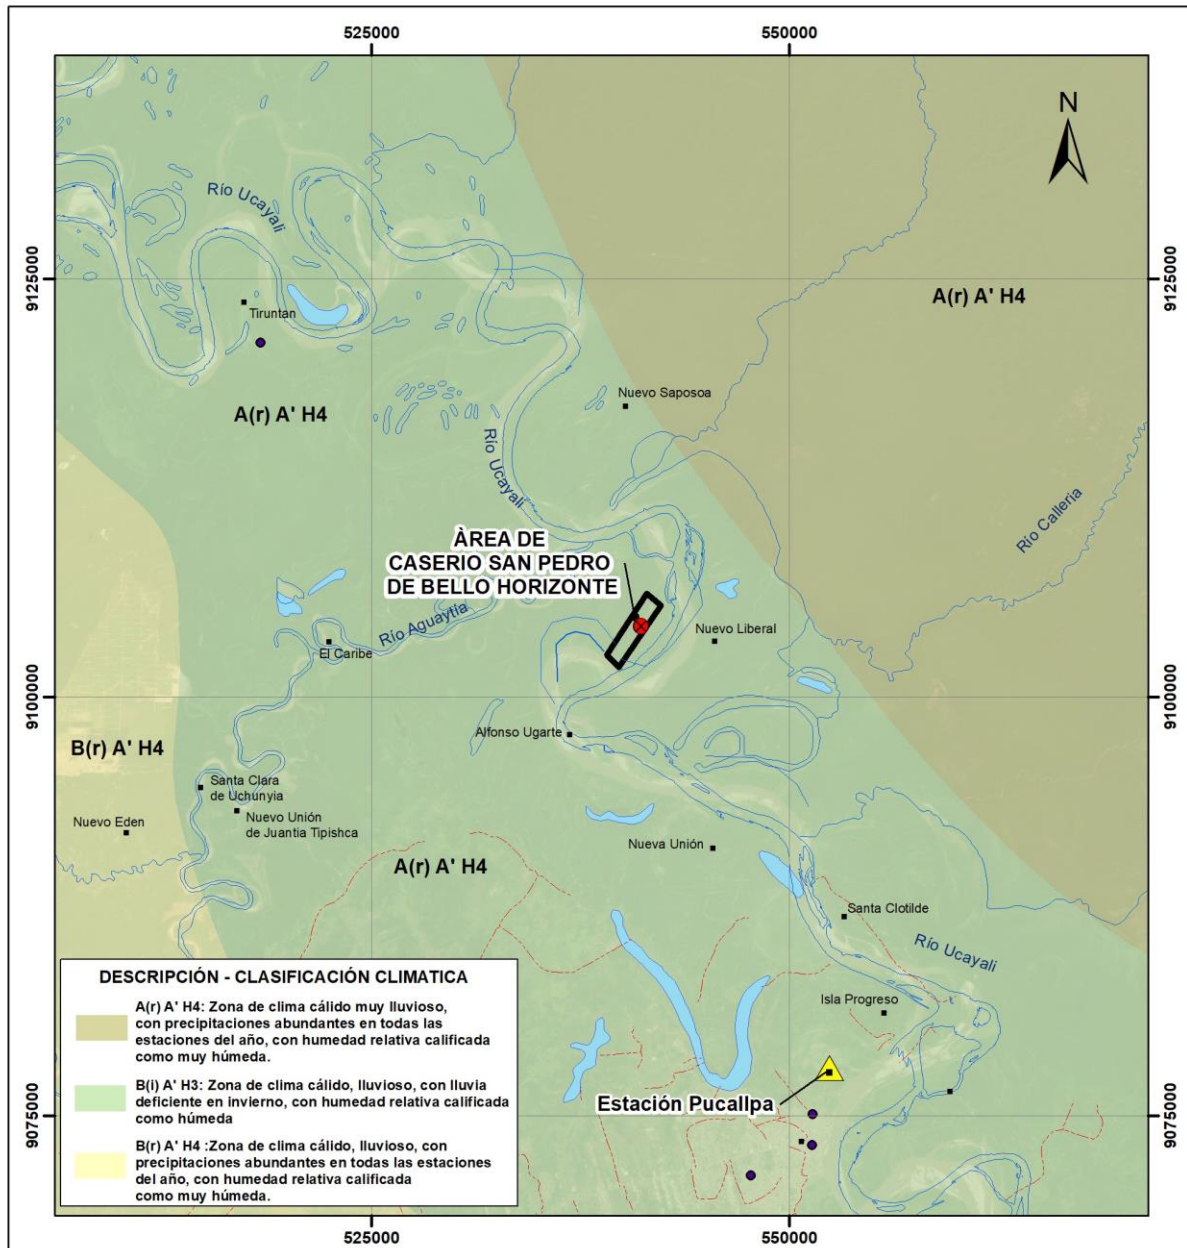 525000
550000
N
Río Ucayali
9125000
9125000
A(r) A' H4
Tiruntan
Nuevo Saposoa
A(r) A' H4
Río Ucayali
Río Calleria
ÀREA DE
CASERIO SAN PEDRO
DE BELLO HORIZONTE
Río Aguaytía
El Caribe
Nuevo Liberal
9100000
9100000
Alfonso Ugarte
B(r) A' H4
Santa Clara
de Uchunyia
Nuevo Eden
Nuevo Unión
de Juantia Tipishca
Nueva Unión
A(r) A' H4
Santa Clotilde
Río Ucayali
Isla Progreso
DESCRIPCIÓN - CLASIFICACIÓN CLIMATICA
A(r) A' H4: Zona de clima cálido muy lluvioso,
con precipitaciones abundantes en todas las
estaciones del año, con humedad relativa calificada
como muy húmeda.
B(i) A' H3: Zona de clima cálido, lluvioso, con lluvia
deficiente en invierno, con humedad relativa calificada
como húmeda
B(r) A' H4 :Zona de clima cálido, lluvioso, con
precipitaciones abundantes en todas las estaciones
del año, con humedad relativa calificada
como muy húmeda.
Estación Pucallpa
9075000
9075000
525000
550000